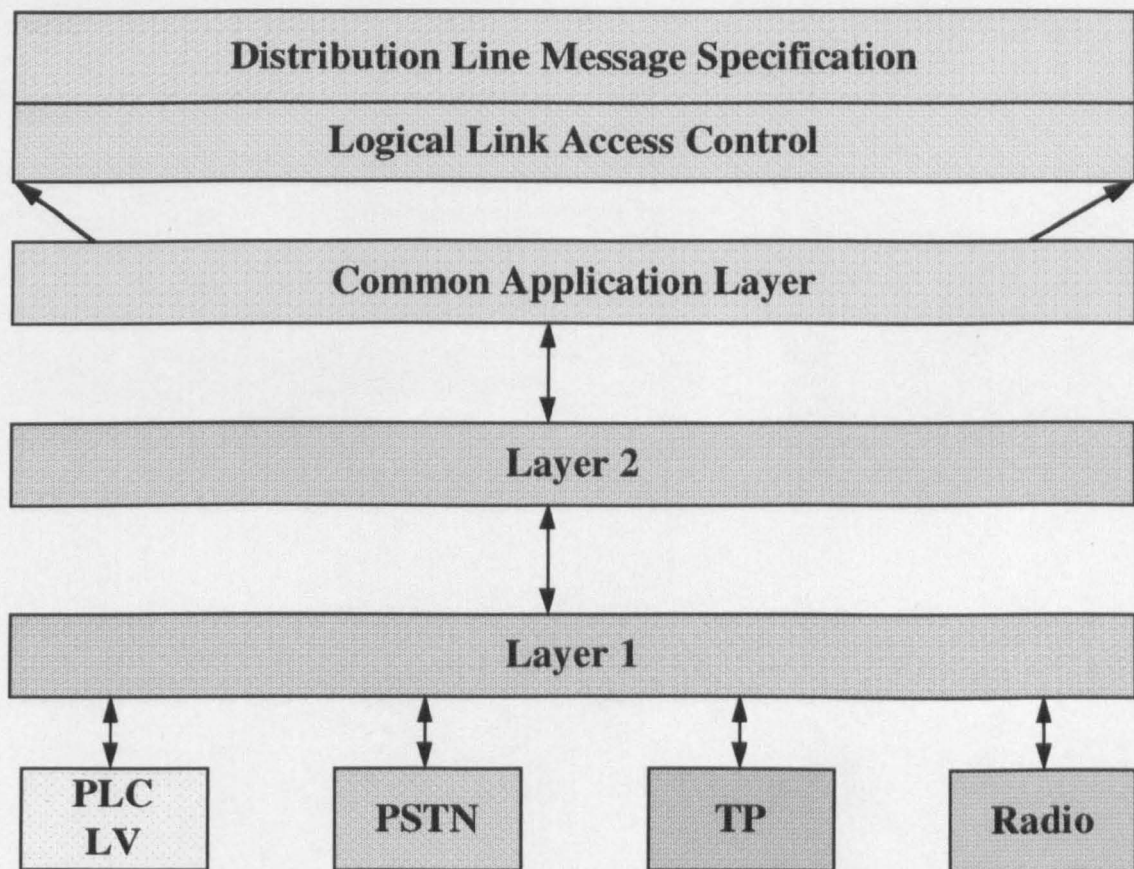 Distribution Line Message Specification
Logical Link Access Control
Common Application Layer
Layer 2
Layer 1
PLC
LV
PSTN
TP
Radio